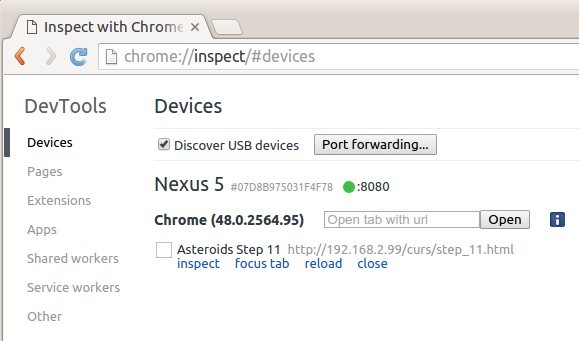 Inspect with Chrome
chrome://inspect/#devices
DevTools
Devices
Pages
Extensions
Apps
Shared workers
Service workers
Other
Devices
Discover USB devices
Port forwarding...
Nexus 5 #07D8B975031F4F78 :8080
Chrome (48.0.2564.95) Open tab with url Open
Asteroids Step 11 http://192.168.2.99/curs/step_11.html
inspect focus tab reload close